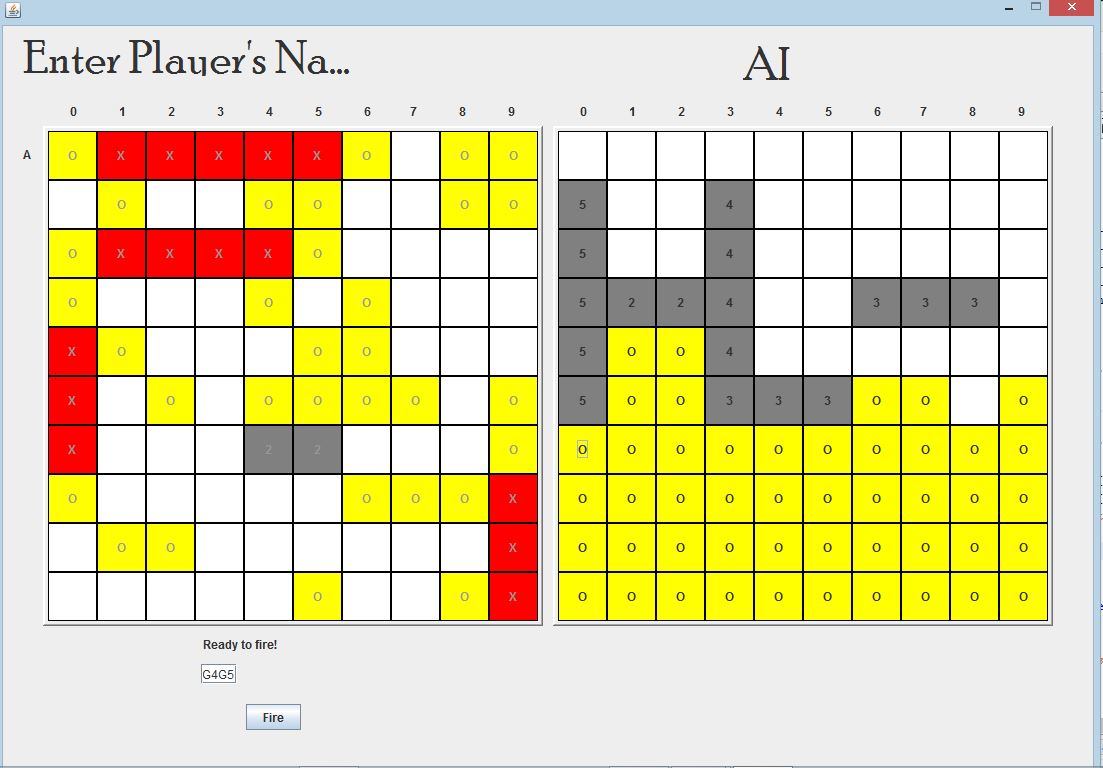 Enter Player's Na...
AI
0 1 2 3 4 5 6 7 8 9
0 1 2 3 4 5 6 7 8 9
A
O X X X X X O O O
O O O O O
5 4
O X X X X O
5 4
O O O
5 2 2 4 3 3 3
X O O O
5 O O 4
X O O O O O O
5 O O 3 3 3 O O O
X 2 2 O
O O O O O O O O O O
O O O O X
O O O O O O O O O O
O O X
O O O O O O O O O O
O O X
O O O O O O O O O O
Ready to fire!
G4G5
Fire